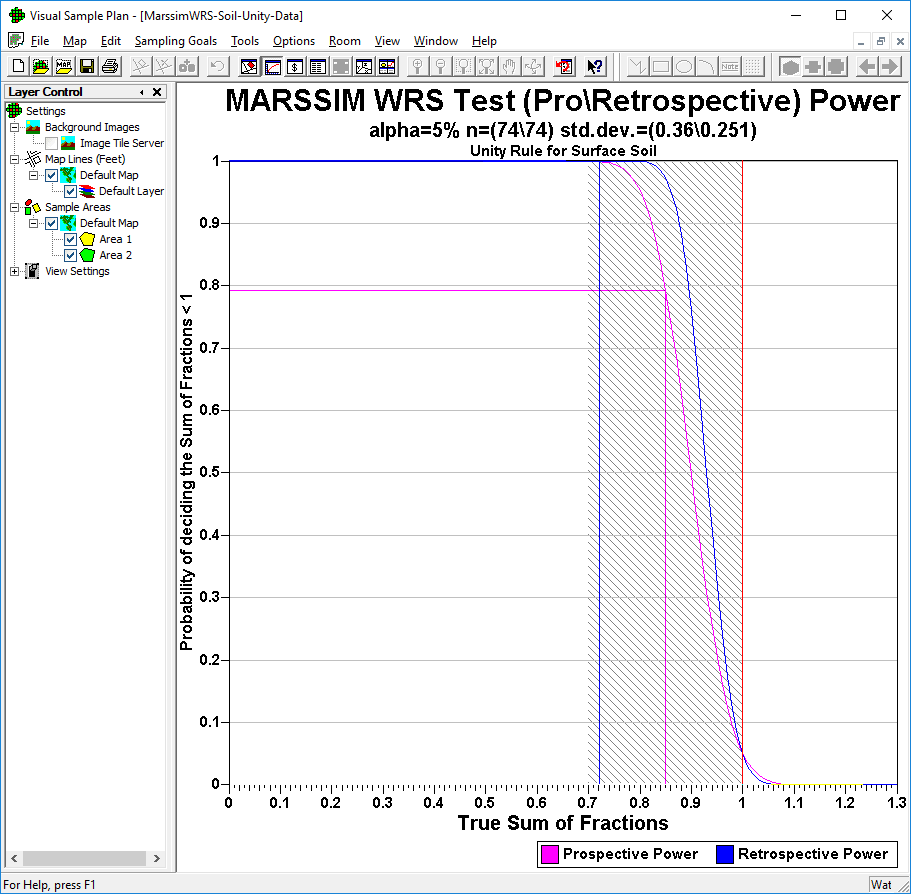 Visual Sample Plan - [MarssimWRS-Soil-Unity-Data]
File Map Edit Sampling Goals Tools Options Room View Window Help
MAP
$
Note
Layer Control
Settings
Background Images
Image Tile Server
Map Lines (Feet)
Default Map
Default Layer
Sample Areas
Default Map
Area 1
Area 2
View Settings
MARSSIM WRS Test (Pro\Retrospective) Power
alpha=5% n=(74\74) std.dev.=(0.36\0.251)
Unity Rule for Surface Soil
Probability of deciding the Sum of Fractions < 1
1
0.9
0.8
0.7
0.6
0.5
0.4
0.3
0.2
0.1
0
0 0.1 0.2 0.3 0.4 0.5 0.6 0.7 0.8 0.9 1 1.1 1.2 1.3
True Sum of Fractions
Prospective Power Retrospective Power
For Help, press F1
Wat